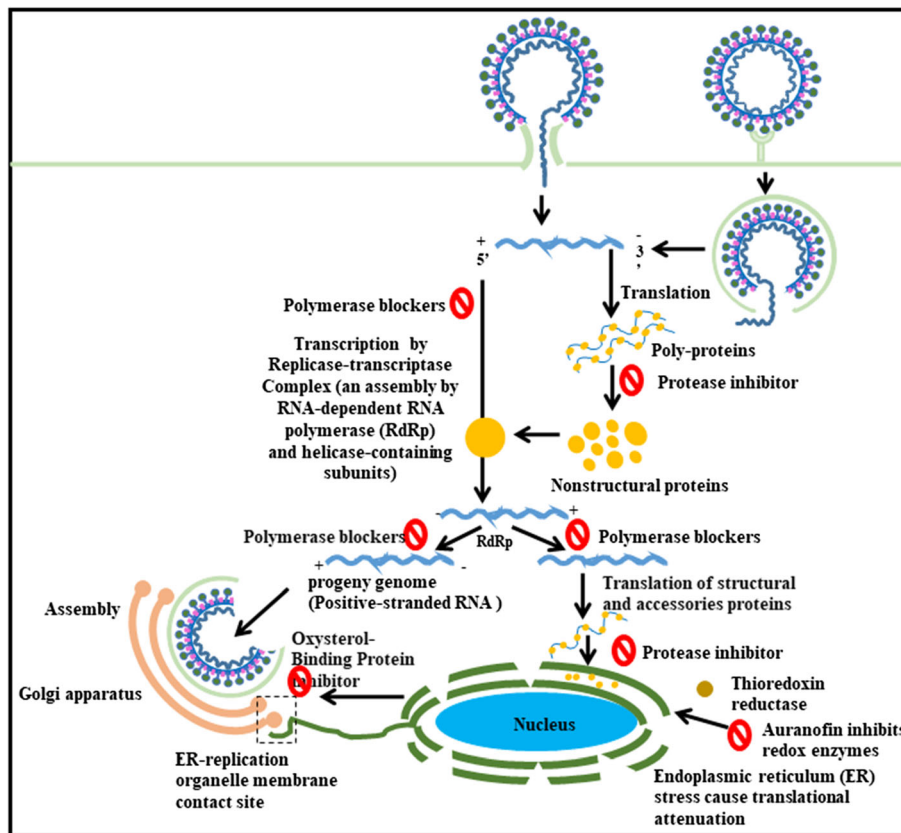 +
5’
-
3
’
Translation
Polymerase blockers
Poly-proteins
Protease inhibitor
Transcription by
Replicase-transcriptase
Complex (an assembly by
RNA-dependent RNA
polymerase (RdRp)
and helicase-containing
subunits)
Nonstructural proteins
-
+
RdRp
Polymerase blockers
Polymerase blockers
+
-
progeny genome
(Positive-stranded RNA )
Translation of structural
and accessories proteins
Assembly
Oxysterol-
Binding Protein
inhibitor
Protease inhibitor
Golgi apparatus
Thioredoxin
reductase
Nucleus
Auranofin inhibits
redox enzymes
ER-replication
organelle membrane
contact site
Endoplasmic reticulum (ER)
stress cause translational
attenuation